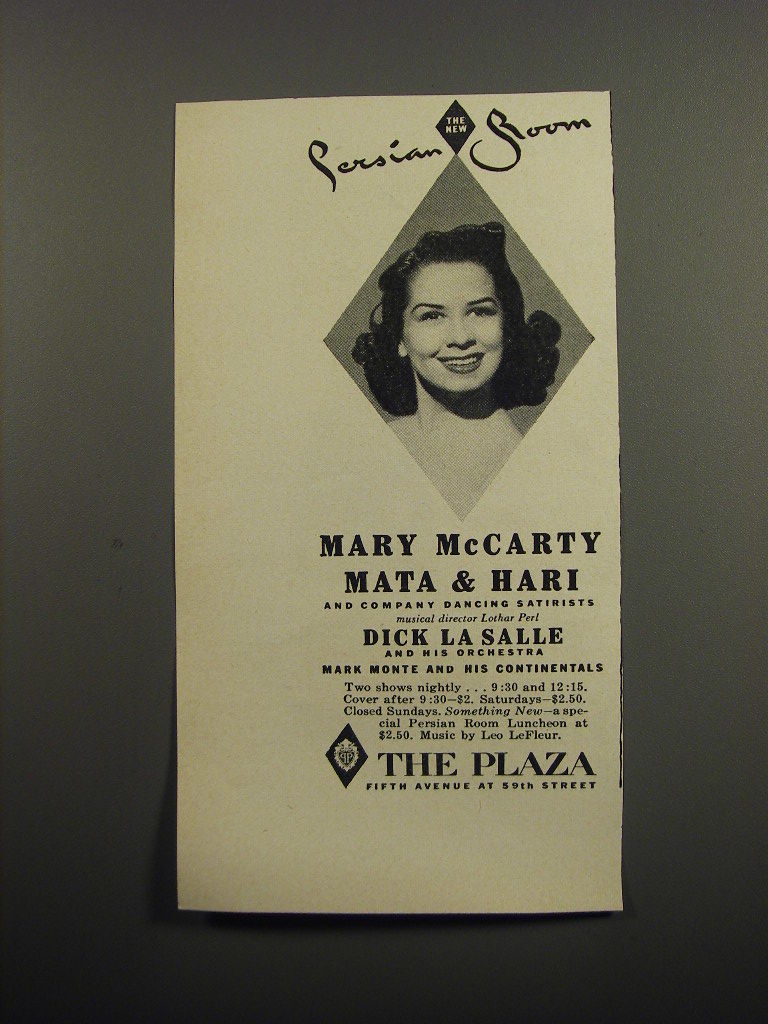 THE
NEW
Persian Room
MARY McCARTY
MATA & HARI
AND COMPANY DANCING SATIRISTS
musical director Lothar Perl
DICK LA SALLE
AND HIS ORCHESTRA
MARK MONTE AND HIS CONTINENTALS
Two shows nightly . . . 9:30 and 12:15.
Cover after 9:30—$2. Saturdays—$2.50.
Closed Sundays. Something New—a spe-
cial Persian Room Luncheon at
$2.50. Music by Leo LeFleur.
THE PLAZA
FIFTH AVENUE AT 59th STREET